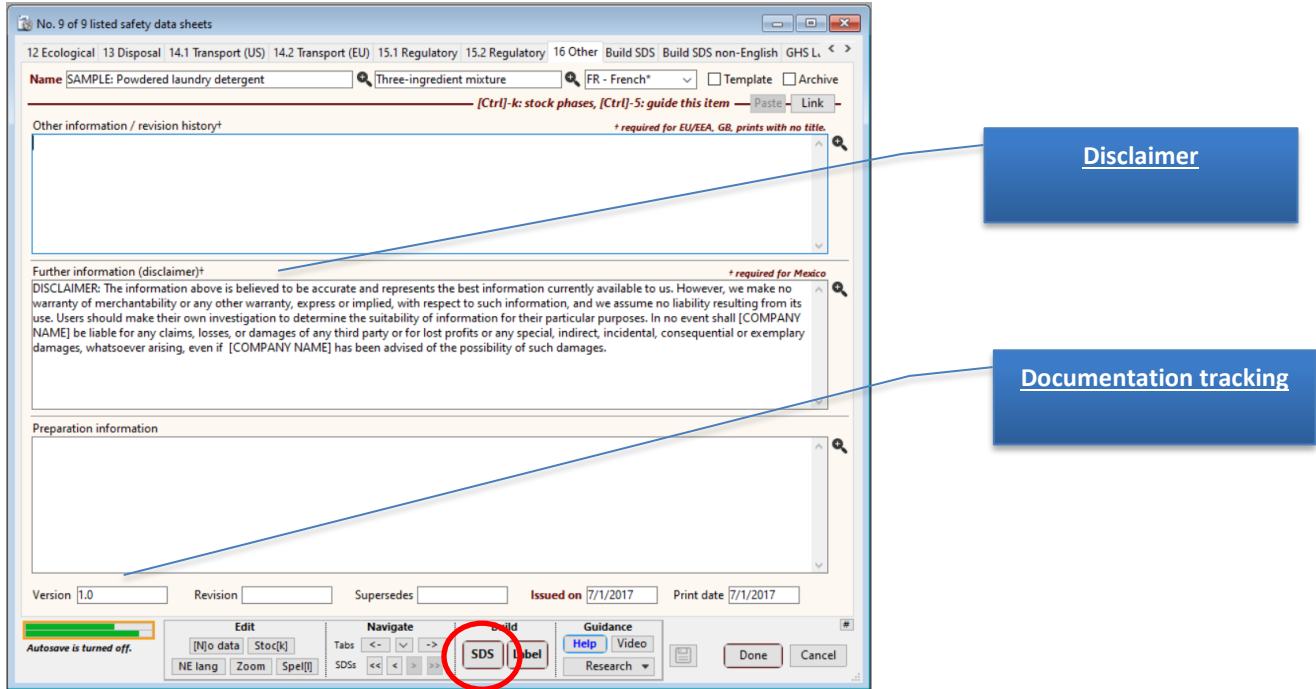 No. 9 of 9 listed safety data sheets
12 Ecological 13 Disposal 14.1 Transport (US) 14.2 Transport (EU) 15.1 Regulatory 15.2 Regulatory 16 Other Build SDS Build SDS non-English GHS L < >
Name SAMPLE: Powdered laundry detergent Three-ingredient mixture FR - French* Template Archive
[Ctrl]-k: stock phases, [Ctrl]-5: guide this item Paste Link
Other information / revision history† † required for EU/EEA, GB, prints with no title.
Disclaimer
Further information (disclaimer)† † required for Mexico
DISCLAIMER: The information above is believed to be accurate and represents the best information currently available to us. However, we make no
warranty of merchantability or any other warranty, express or implied, with respect to such information, and we assume no liability resulting from its
use. Users should make their own investigation to determine the suitability of information for their particular purposes. In no event shall [COMPANY
NAME] be liable for any claims, losses, or damages of any third party or for lost profits or any special, indirect, incidental, consequential or exemplary
damages, whatsoever arising, even if [COMPANY NAME] has been advised of the possibility of such damages.
Documentation tracking
Preparation information
Version 1.0 Revision Supersedes Issued on 7/1/2017 Print date 7/1/2017
Edit Navigate Build Guidance #
Autosave is turned off. [N]o data Stoc[k] Tabs <- -> SDS Label Help Video Done Cancel
NE lang Zoom Spel[l] SDSs << < > >> Research